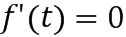 f'(t) = 0